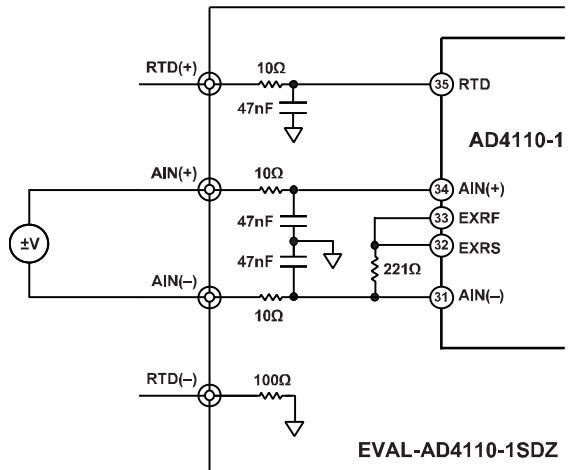 RTD(+)
10Ω
47nF
35 RTD
AD4110-1
AIN(+)
10Ω
34 AIN(+)
47nF
33 EXRF
±V
47nF
32 EXRS
221Ω
AIN(–)
31 AIN(–)
10Ω
RTD(–)
100Ω
EVAL-AD4110-1SDZ